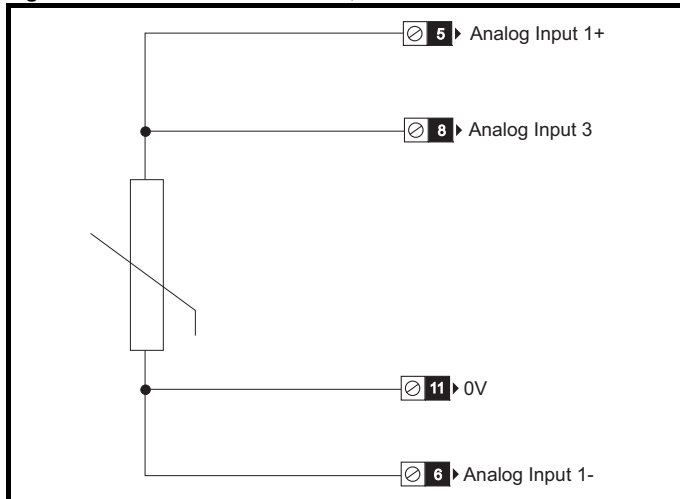 5 Analog Input 1+
8 Analog Input 3
11 0V
6 Analog Input 1-